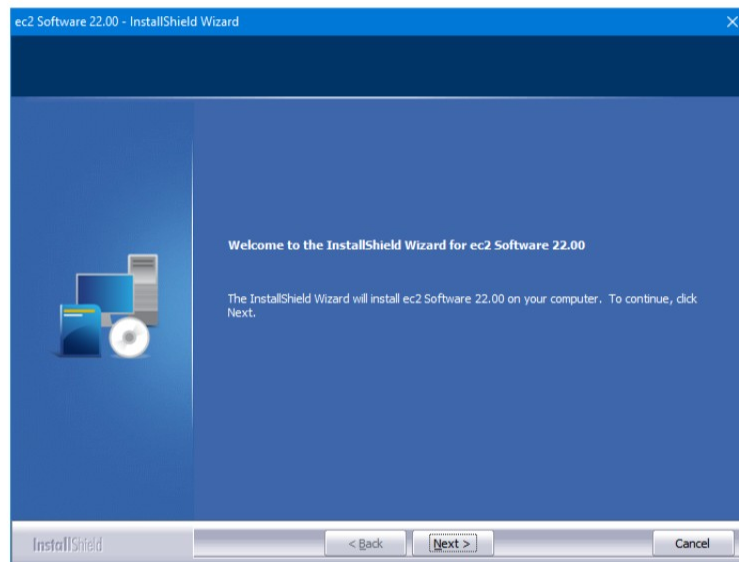 ec2 Software 22.00 - InstallShield Wizard
Welcome to the InstallShield Wizard for ec2 Software 22.00
The InstallShield Wizard will install ec2 Software 22.00 on your computer. To continue, click
Next.
InstallShield
< Back
Next >
Cancel